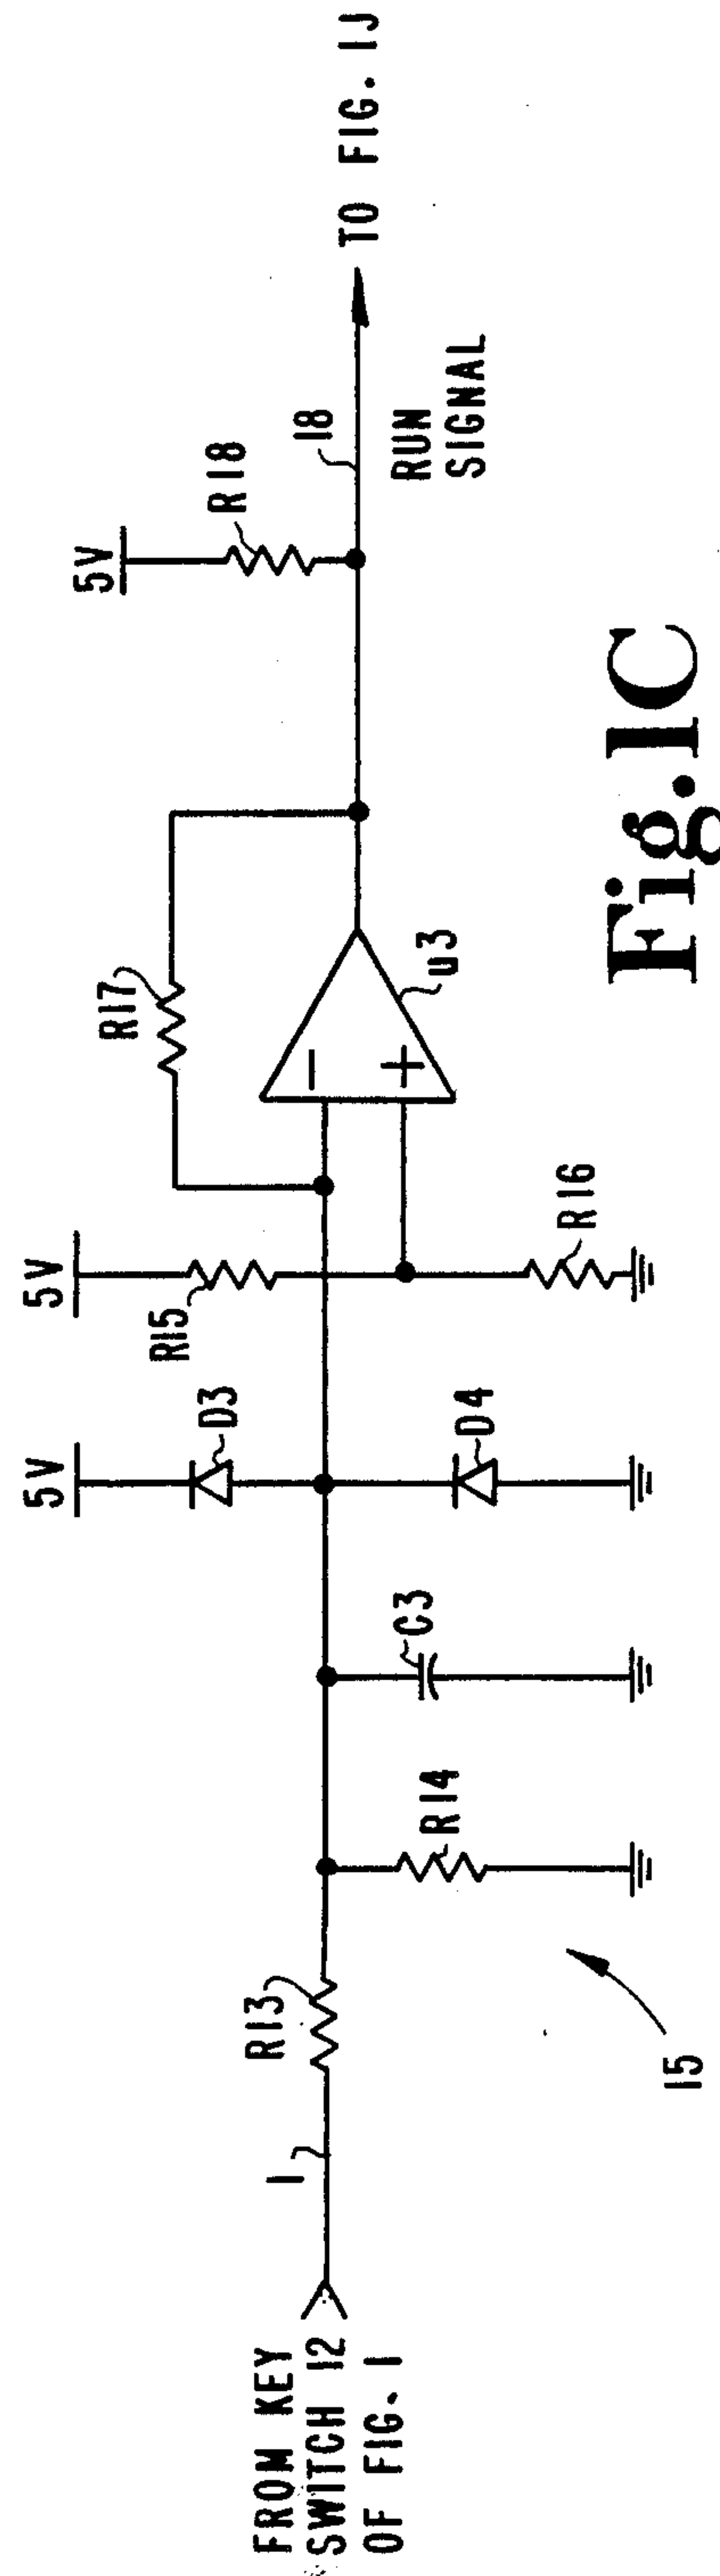 FROM KEY
SWITCH 12
OF FIG. 1
1
R13
15
R14
C3
5V
D3
D4
5V
R15
R16
R17
-
+
u3
5V
R18
18
RUN
SIGNAL
TO FIG. 1J
Fig.1C